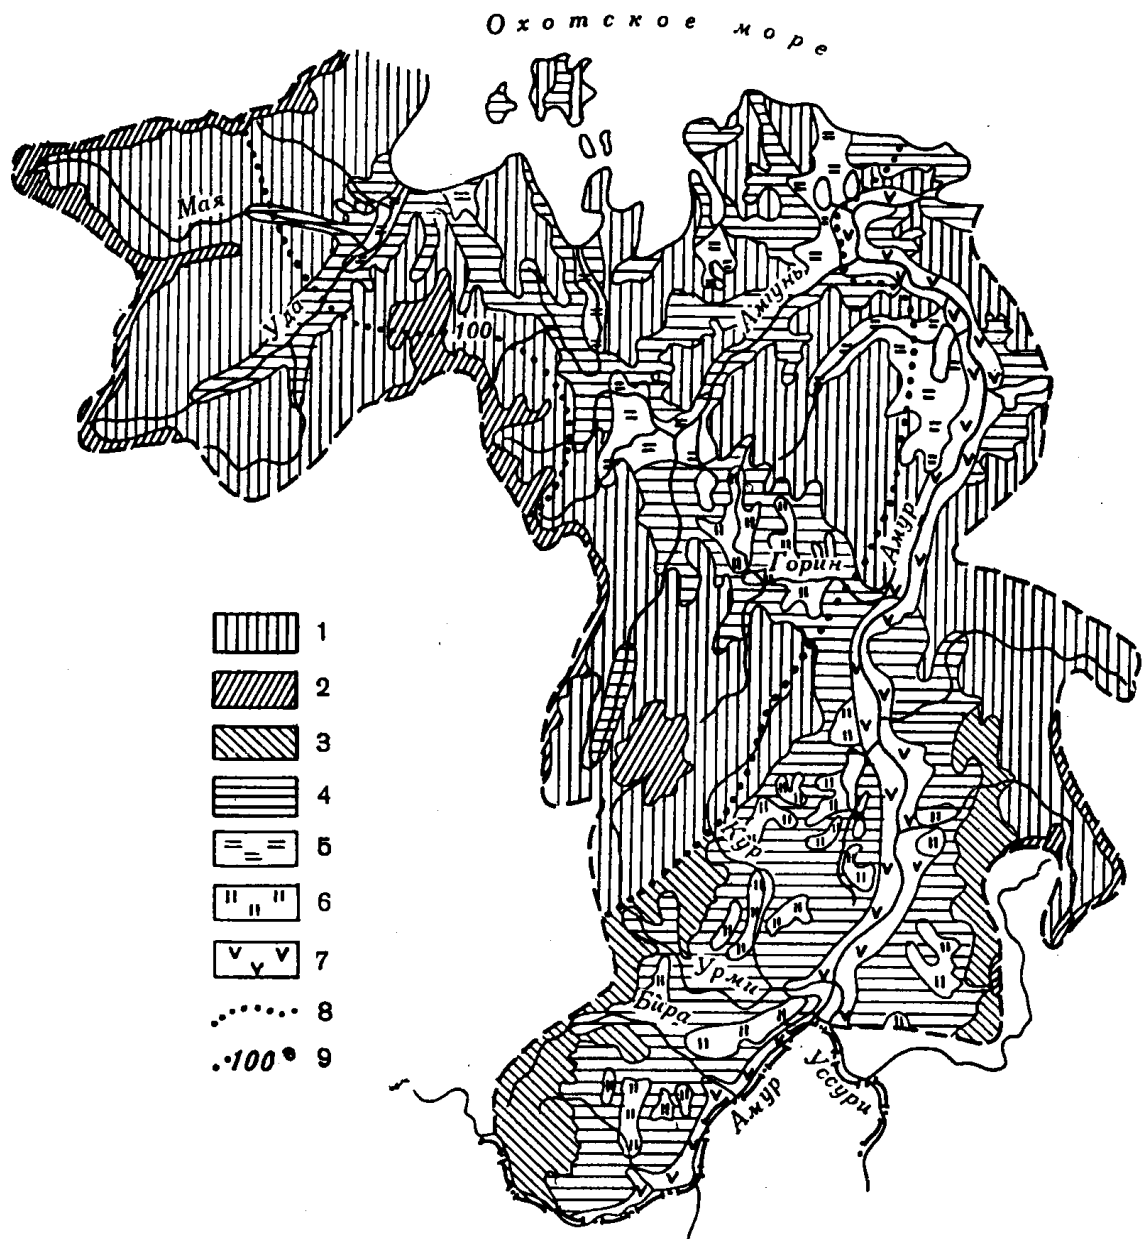 Охотское море
Мая
Уда
100
Амгунь
Амур
Горин
1
2
3
4
5
6
7
8
100 9
Кур
Урми
Бира
Амур
Уссури